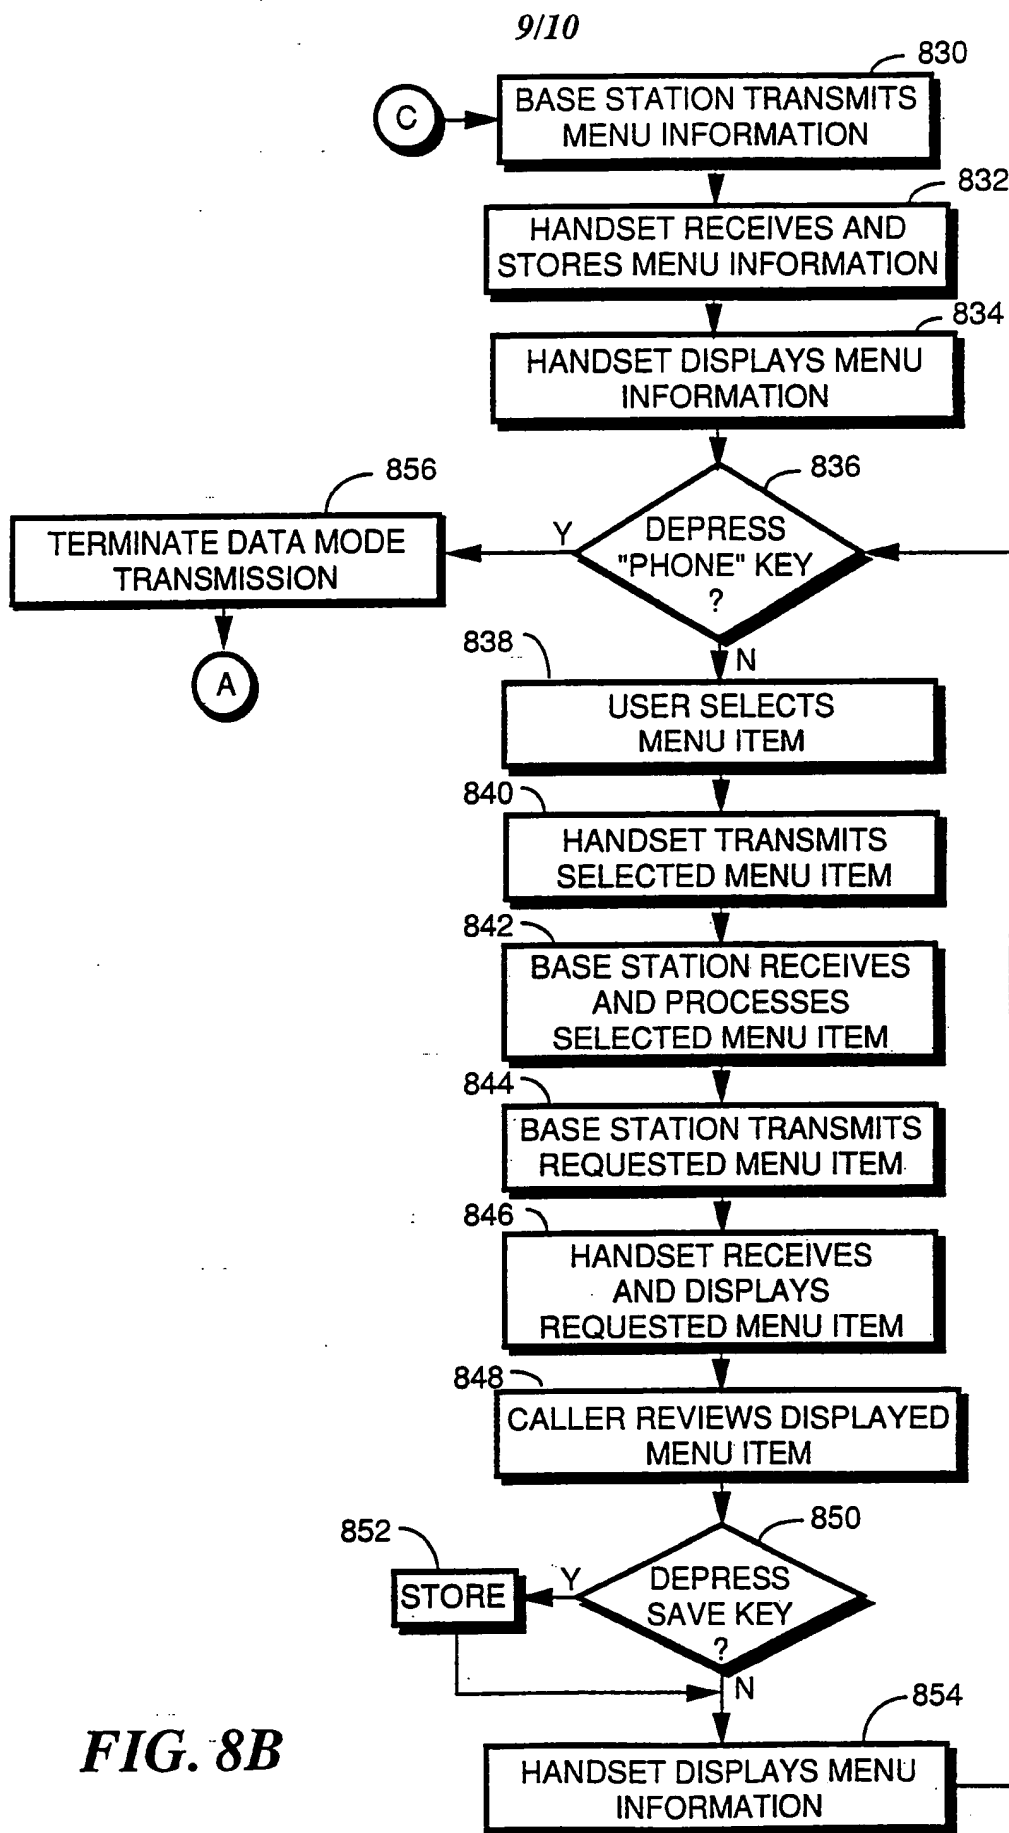 9/10
830
C
BASE STATION TRANSMITS
MENU INFORMATION
832
HANDSET RECEIVES AND
STORES MENU INFORMATION
834
HANDSET DISPLAYS MENU
INFORMATION
856
836
TERMINATE DATA MODE
TRANSMISSION
Y
DEPRESS
"PHONE" KEY
?
A
838
N
USER SELECTS
MENU ITEM
840
HANDSET TRANSMITS
SELECTED MENU ITEM
842
BASE STATION RECEIVES
AND PROCESSES
SELECTED MENU ITEM
844
BASE STATION TRANSMITS
REQUESTED MENU ITEM
846
HANDSET RECEIVES
AND DISPLAYS
REQUESTED MENU ITEM
848
CALLER REVIEWS DISPLAYED
MENU ITEM
852
850
STORE
Y
DEPRESS
SAVE KEY
?
N
854
HANDSET DISPLAYS MENU
INFORMATION
FIG. 8B